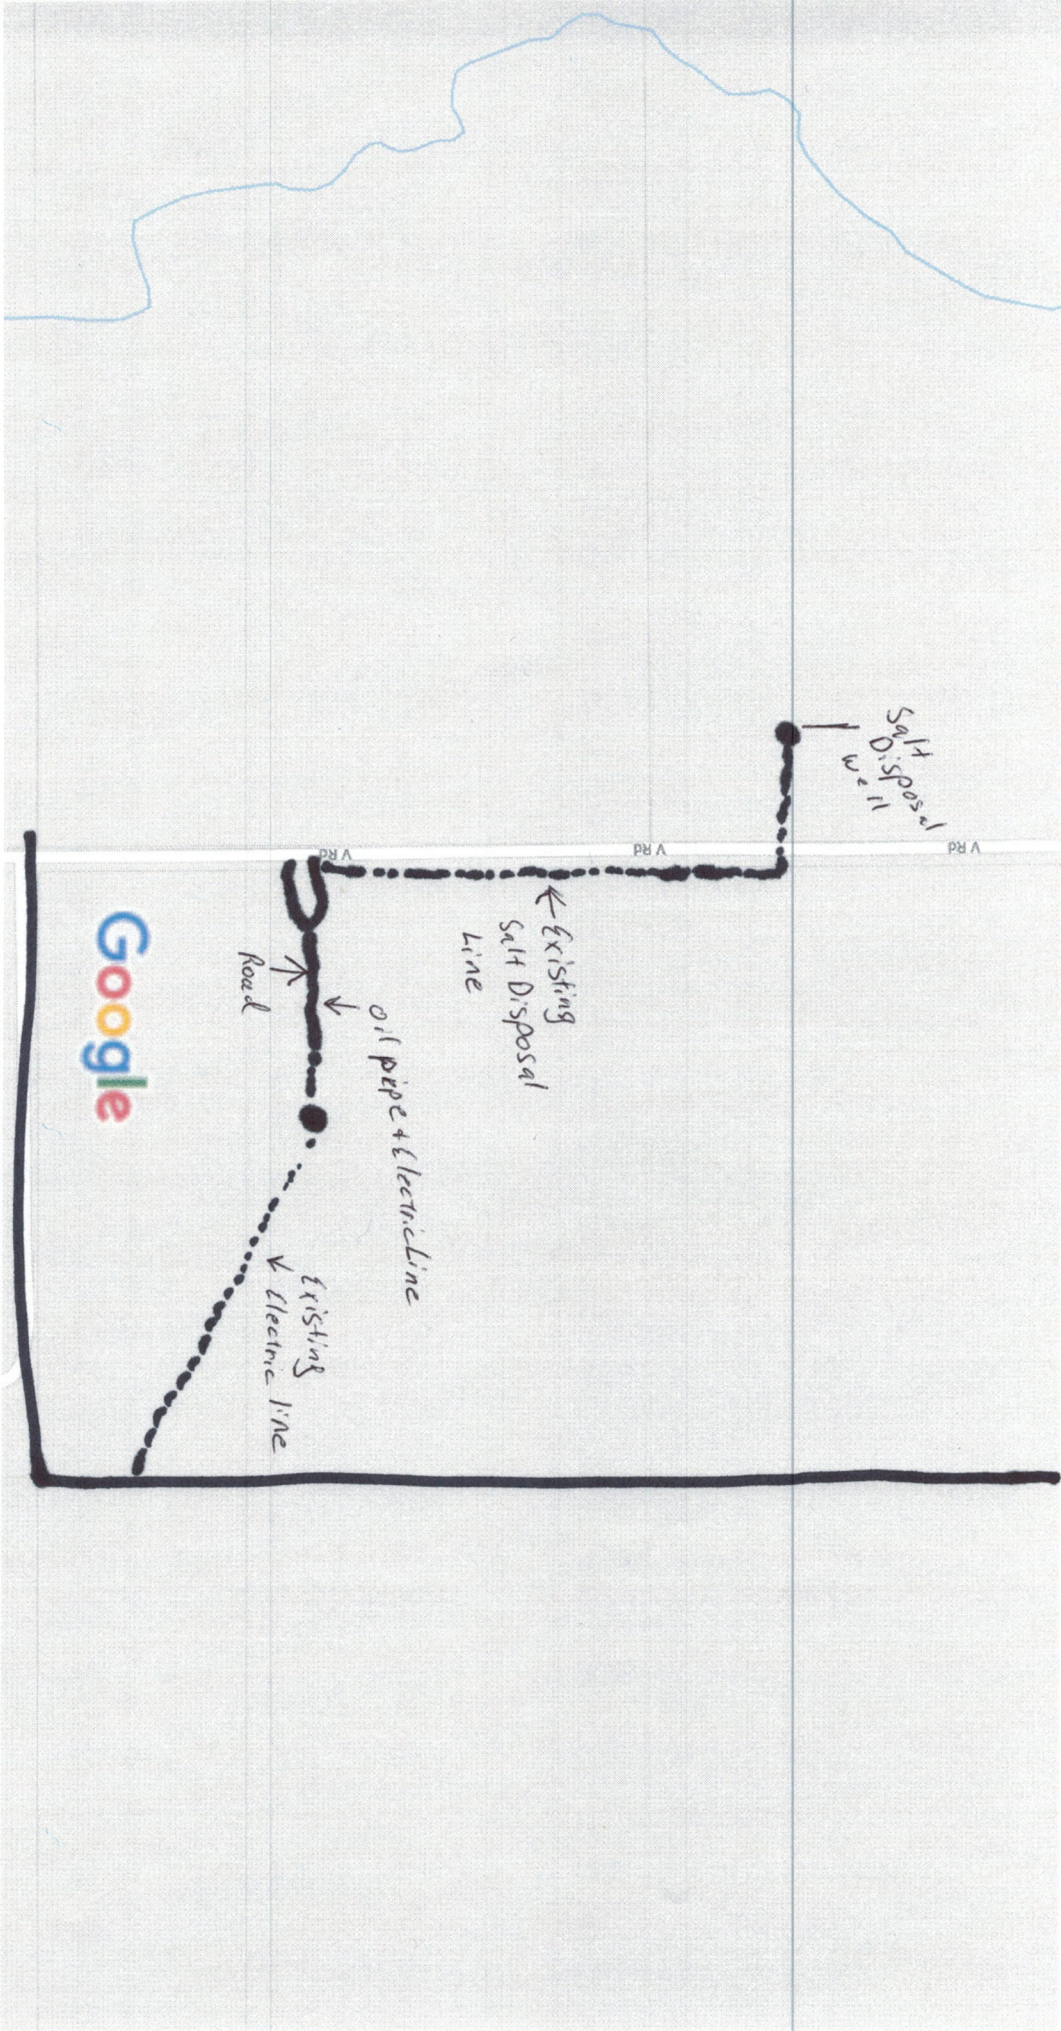 Salt
Disposal
Well
V Rd
V Rd
V Rd
← Existing
Salt Disposal
Line
oil pipe + Electric Line
↓
↑
Road
Existing
↓ Electric line
Google